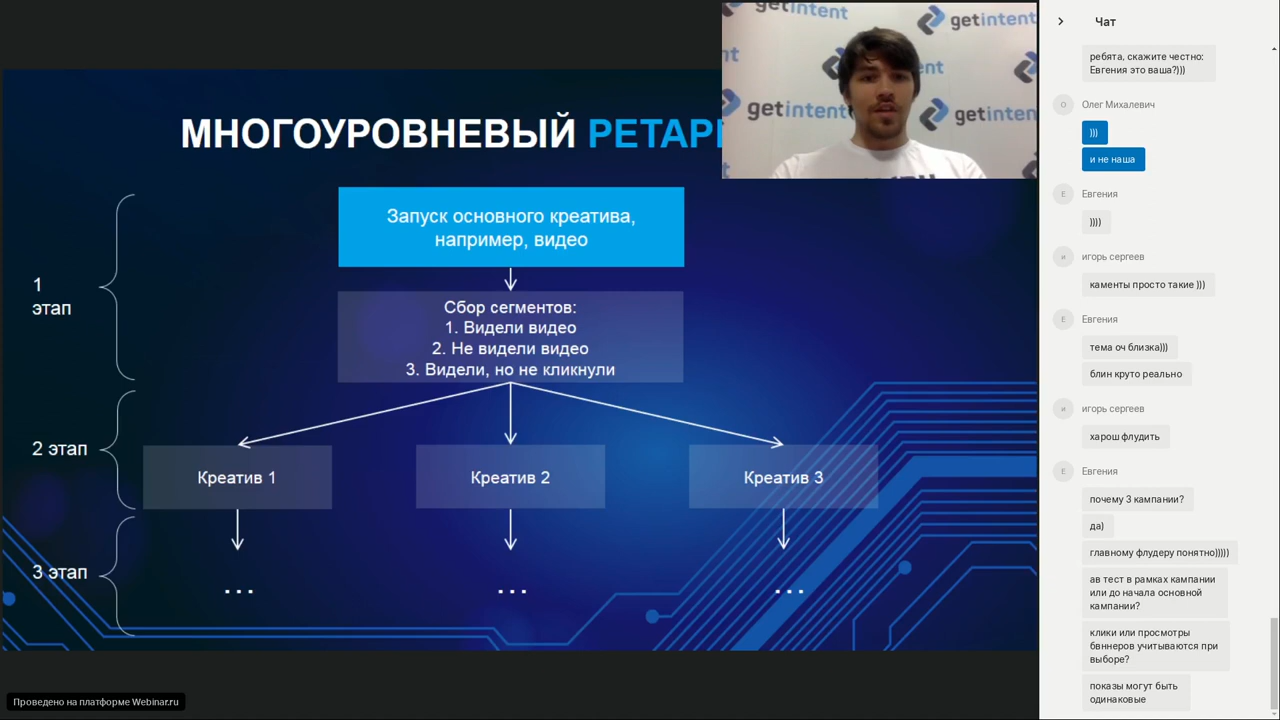 getintent
getintent
ent
getintent
getintent
МНОГОУРОВНЕВЫЙ РЕТАР
Запуск основного креатива,
например, видео
1
этап
Сбор сегментов:
1. Видели видео
2. Не видели видео
3. Видели, но не кликнули
2 этап
Креатив 1
Креатив 2
Креатив 3
3 этап
...
...
...
Проведено на платформе Webinar.ru
Чат
ребята, скажите честно:
Евгения это ваша?)))
О
Олег Михалевич
)))
и не наша
Е
Евгения
))))
и
игорь сергеев
каменты просто такие )))
Е
Евгения
тема оч близка)))
блин круто реально
и
игорь сергеев
харош флудить
Е
Евгения
почему 3 кампании?
да)
главному флудеру понятно)))))
ав тест в рамках кампании
или до начала основной
кампании?
клики или просмотры
бвннеров учитываются при
выборе?
показы могут быть
одинаковые